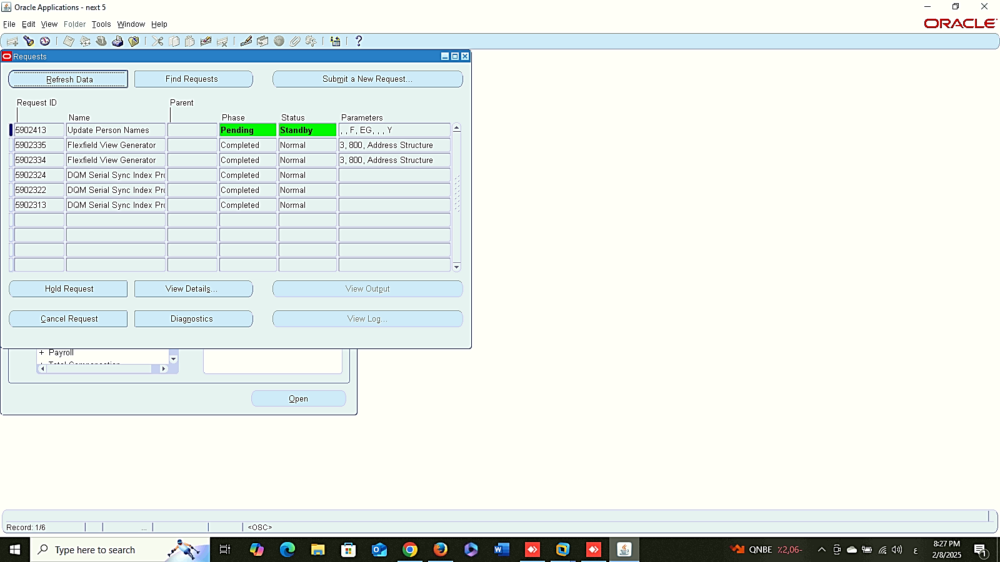 Oracle Applications - next 5
File Edit View Folder Tools Window Help
ORACLE
Requests
Refresh Data Find Requests Submit a New Request...
Request ID Parent
Name Phase Status Parameters
5902413 Update Person Names Pending Standby , , F, EG, , , Y
5902335 Flexfield View Generator Completed Normal 3, 800, Address Structure
5902334 Flexfield View Generator Completed Normal 3, 800, Address Structure
5902324 DQM Serial Sync Index Pro Completed Normal
5902322 DQM Serial Sync Index Pro Completed Normal
5902313 DQM Serial Sync Index Pro Completed Normal
Hold Request View Details... View Output
Cancel Request Diagnostics View Log...
+ Payroll
Open
Record: 1/6 ... <OSC>
Type here to search QNBE ٪2,06- ع 8:27 PM
2/8/2025 1